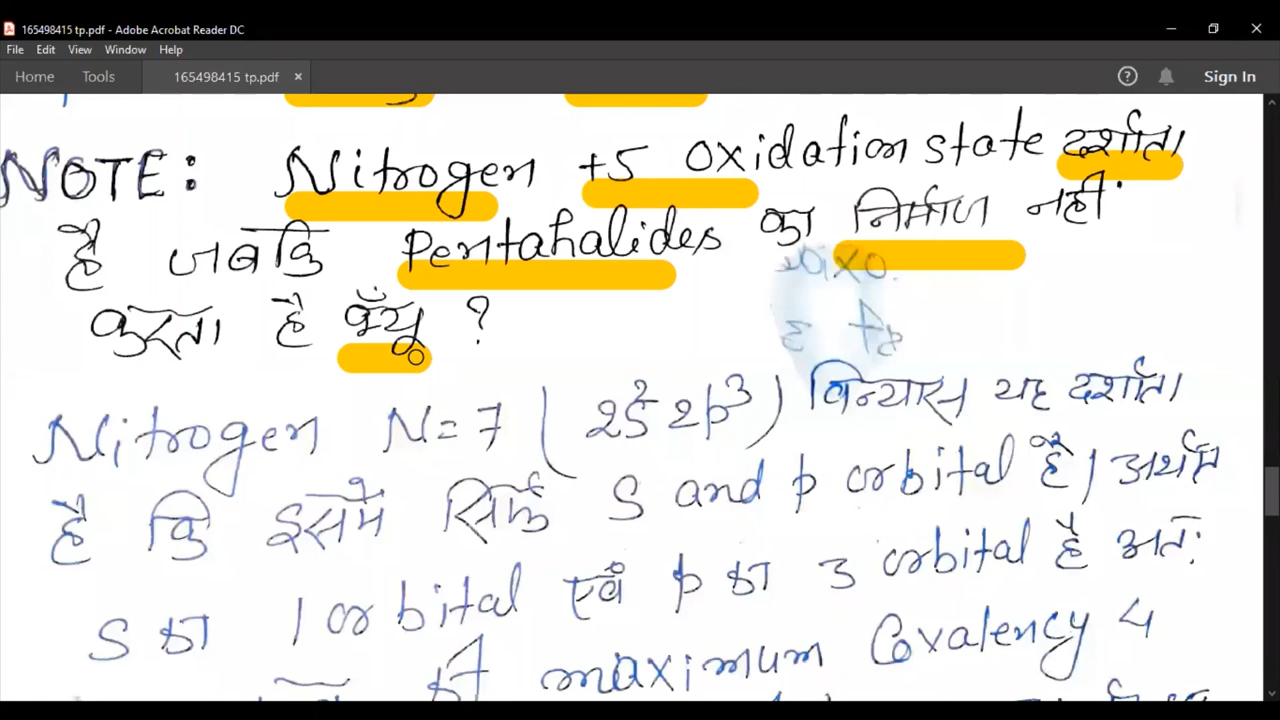 165498415 tp.pdf - Adobe Acrobat Reader DC
File Edit View Window Help
Home Tools 165498415 tp.pdf × Sign In
NOTE: Nitrogen +5 oxidation state दर्शाता
है जबकि Pentahalides का निर्माण नहीं
करता है क्यूँ ?
Nitrogen N=7 ( 2s² 2p³ ) विन्यास यह दर्शाता
है कि इसमें सिर्फ S and p orbital है। अर्थात
S का 1 orbital एवं p का 3 orbital है अतः
की maximum Covalency 4